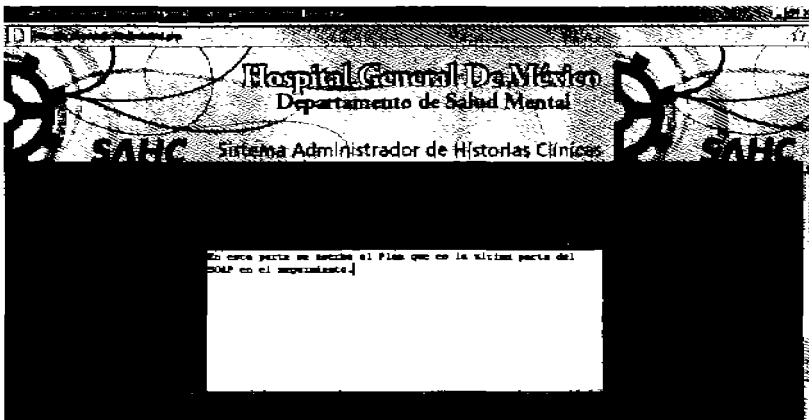 Hospital General De México
Departamento de Salud Mental
SAHC
Sistema Administrador de Historias Clínicas
SAHC
En esta parte se escribe el Plan que es la última parte del
SOAP en el seguimiento.